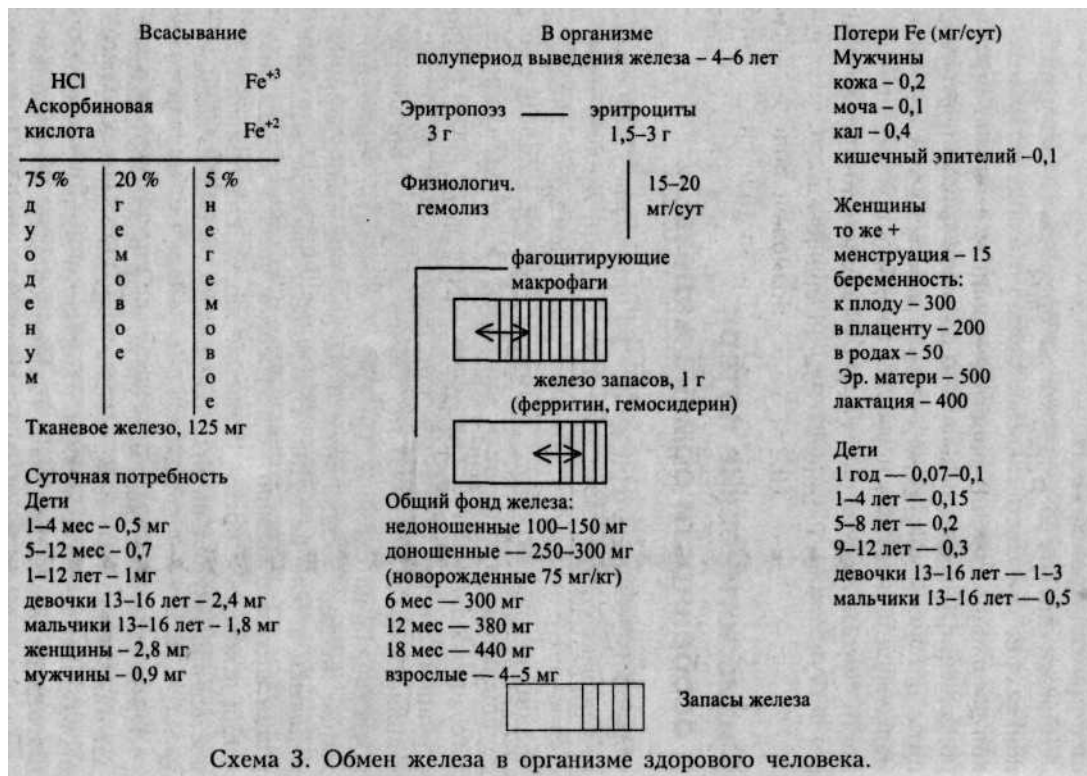 Всасывание
HCl Fe+3
Аскорбиновая
кислота Fe+2
75 % 20 % 5 %
дуоденум
гемовое
негемовое
Тканевое железо, 125 мг
Суточная потребность
Дети
1–4 мес – 0,5 мг
5–12 мес – 0,7
1–12 лет – 1мг
девочки 13–16 лет – 2,4 мг
мальчики 13–16 лет – 1,8 мг
женщины – 2,8 мг
мужчины – 0,9 мг
В организме
полупериод выведения железа – 4–6 лет
Эритропоэз — эритроциты
3 г 1,5–3 г
Физиологич. 15–20
гемолиз мг/сут
фагоцитирующие
макрофаги
железо запасов, 1 г
(ферритин, гемосидерин)
Общий фонд железа:
недоношенные 100–150 мг
доношенные — 250–300 мг
(новорожденные 75 мг/кг)
6 мес — 300 мг
12 мес — 380 мг
18 мес — 440 мг
взрослые — 4–5 мг
Запасы железа
Потери Fe (мг/сут)
Мужчины
кожа – 0,2
моча – 0,1
кал – 0,4
кишечный эпителий –0,1
Женщины
то же +
менструация – 15
беременность:
к плоду – 300
в плаценту – 200
в родах – 50
Эр. матери – 500
лактация – 400
Дети
1 год — 0,07–0,1
1–4 лет — 0,15
5–8 лет — 0,2
9–12 лет — 0,3
девочки 13–16 лет — 1–3
мальчики 13–16 лет — 0,5
Схема 3. Обмен железа в организме здорового человека.